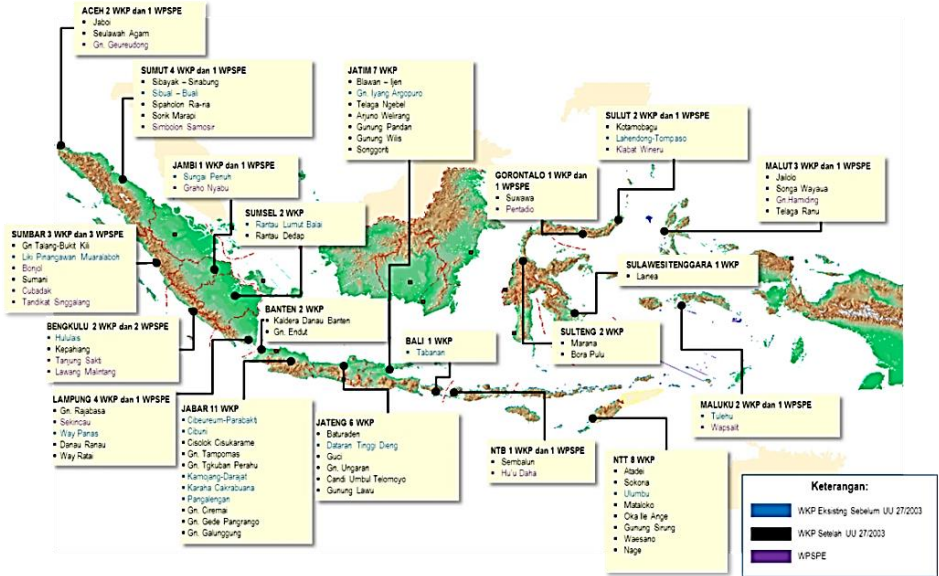 ACEH 2 WKP dan 1 WPSPE
Jaboi
Seulawah Agam
Gn. Geureudong
SUMUT 4 WKP dan 1 WPSPE
Sibayak – Sinabung
Sibual – Buali
Sipaholon Ria-ria
Sorik Marapi
Simbolon Samosir
JATIM 7 WKP
Blawan – Ijen
Gn. Iyang Argopuro
Telaga Ngebel
Arjuno Welirang
Gunung Pandan
Gunung Wilis
Songgoriti
SULUT 2 WKP dan 1 WPSPE
Kotamobagu
Lahendong-Tompaso
Klabat Wineru
JAMBI 1 WKP dan 1 WPSPE
Sungai Penuh
Graho Nyabu
GORONTALO 1 WKP dan
1 WPSPE
Suwawa
Pentadio
MALUT 3 WKP dan 1 WPSPE
Jailolo
Songa Wayaua
Gn.Hamiding
Telaga Ranu
SUMSEL 2 WKP
Rantau Lumut Balai
Rantau Dedap
SUMBAR 3 WKP dan 3 WPSPE
Gn Talang-Bukit Kili
Liki Pinangawan Muaralaboh
Bonjol
Sumani
Cubadak
Tandikat Singgalang
SULAWESI TENGGARA 1 WKP
Lainea
BANTEN 2 WKP
Kaldera Danau Banten
Gn. Endut
BENGKULU 2 WKP dan 2 WPSPE
Hululais
Kepahiang
Tanjung Sakti
Lawang Malintang
BALI 1 WKP
Tabanan
SULTENG 2 WKP
Marana
Bora Pulu
LAMPUNG 4 WKP dan 1 WPSPE
Gn. Rajabasa
Sekincau
Way Panas
Danau Ranau
Way Ratai
JABAR 11 WKP
Cibeureum-Parabakti
Cibuni
Cisolok Cisukarame
Gn. Tampomas
Gn. Tgkuban Perahu
Kamojang-Darajat
Karaha Cakrabuana
Pangalengan
Gn. Ciremai
Gn. Gede Pangrango
Gn. Galunggung
JATENG 6 WKP
Baturaden
Dataran Tinggi Dieng
Guci
Gn. Ungaran
Candi Umbul Telomoyo
Gunung Lawu
NTB 1 WKP dan 1 WPSPE
Sembalun
Hu'u Daha
NTT 8 WKP
Atadei
Sokoria
Ulumbu
Mataloko
Oka Ile Ange
Gunung Sirung
Waesano
Nage
MALUKU 2 WKP dan 1 WPSPE
Tulehu
Wapsait
Keterangan:
WKP Eksisting Sebelum UU 27/2003
WKP Setelah UU 27/2003
WPSPE